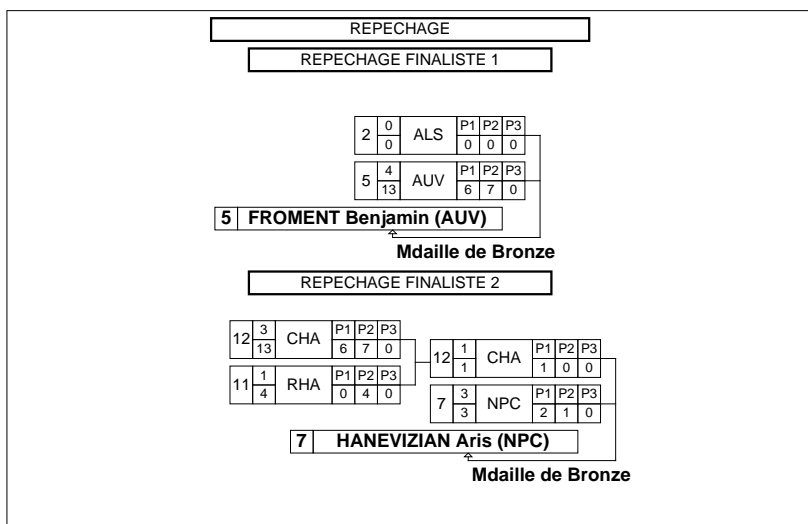 REPECHAGE
REPECHAGE FINALISTE 1
2 0 ALS P1 P2 P3
0 0 0 0
5 4 AUV P1 P2 P3
13 6 7 0
5 FROMENT Benjamin (AUV)
Mdaille de Bronze
REPECHAGE FINALISTE 2
12 3 CHA P1 P2 P3
13 6 7 0
11 1 RHA P1 P2 P3
4 0 4 0
12 1 CHA P1 P2 P3
1 1 0 0
7 3 NPC P1 P2 P3
3 2 1 0
7 HANEVIZIAN Aris (NPC)
Mdaille de Bronze